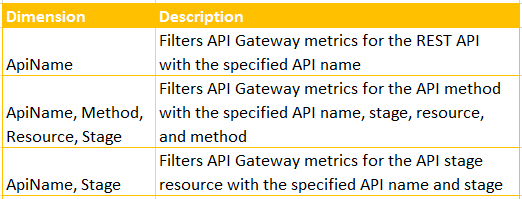 Dimension Description
ApiName
Filters API Gateway metrics for the REST API
with the specified API name
ApiName, Method,
Resource, Stage
Filters API Gateway metrics for the API method
with the specified API name, stage, resource,
and method
ApiName, Stage
Filters API Gateway metrics for the API stage
resource with the specified API name and stage